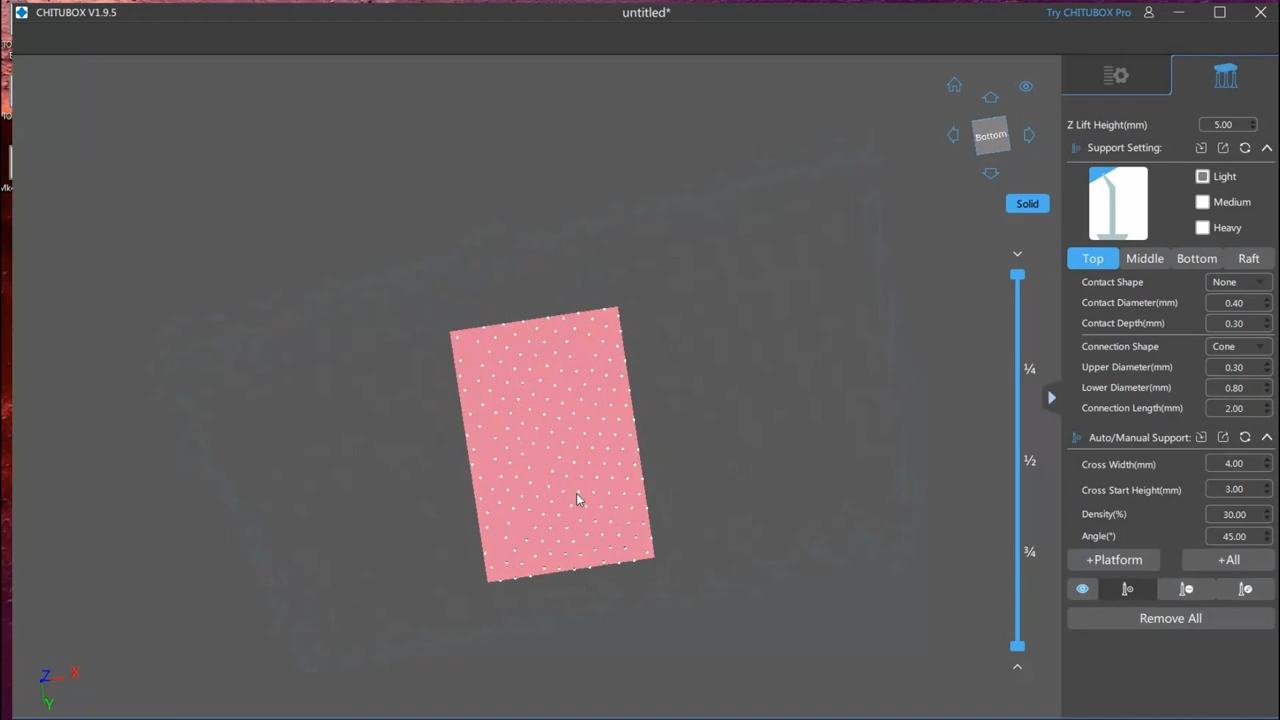 CHITUBOX V1.9.5
untitled*
Try CHITUBOX Pro
Bottom
Solid
¼
½
¾
Z
X
Y
Z Lift Height(mm) 5.00
Support Setting:
Light
Medium
Heavy
Top Middle Bottom Raft
Contact Shape None
Contact Diameter(mm) 0.40
Contact Depth(mm) 0.30
Connection Shape Cone
Upper Diameter(mm) 0.30
Lower Diameter(mm) 0.80
Connection Length(mm) 2.00
Auto/Manual Support:
Cross Width(mm) 4.00
Cross Start Height(mm) 3.00
Density(%) 30.00
Angle(°) 45.00
+Platform +All
Remove All